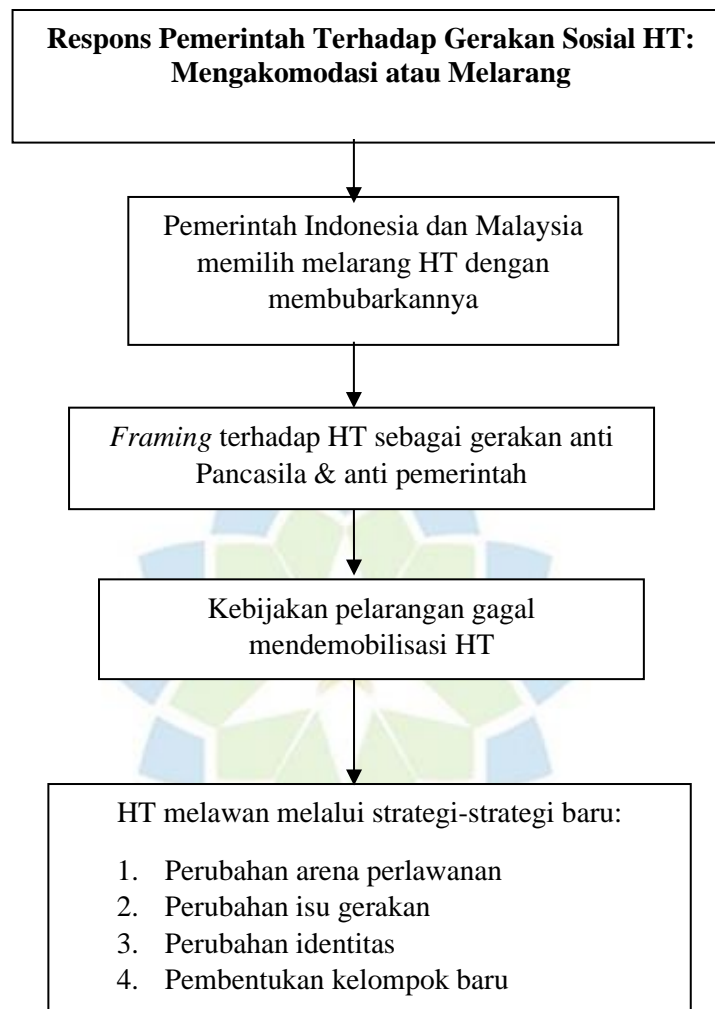 Respons Pemerintah Terhadap Gerakan Sosial HT:
Mengakomodasi atau Melarang
Pemerintah Indonesia dan Malaysia
memilih melarang HT dengan
membubarkannya
Framing terhadap HT sebagai gerakan anti
Pancasila & anti pemerintah
Kebijakan pelarangan gagal
mendemobilisasi HT
HT melawan melalui strategi-strategi baru:
1. Perubahan arena perlawanan
2. Perubahan isu gerakan
3. Perubahan identitas
4. Pembentukan kelompok baru